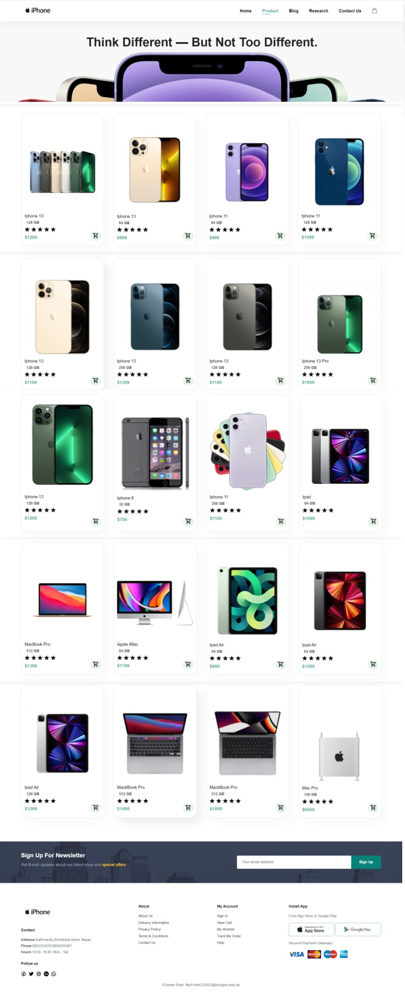 iPhone
Home Product Blog Research Contact Us
Think Different — But Not Too Different.
Iphone 13
128 GB
$1299
Iphone 13
64 GB
$899
Iphone 11
64 GB
$999
Iphone 11
128 GB
$1099
Iphone 13
128 GB
$1199
Iphone 13
256 GB
$1399
Iphone 13
128 GB
$1199
Iphone 13 Pro
256 GB
$1899
Iphone 13
128 GB
$1200
Iphone 6
32 GB
$700
Iphone 11
256 GB
$1100
9:41
Ipad
64 GB
$1099
.
MacBook Pro.
512 GB
$1399
Apple iMac
64 GB
$1799
Ipad Air
64 GB
$999
Ipad Air
64 GB
$1299
Ipad Air
128 GB
$1299
MackBook Pro
512 GB
$1499
MackBook Pro
512 GB
$1899
Mac Pro
128 GB
$6000
Sign Up For Newsletter
Get E-mail updates about our latest shop and special offers
Your email address
Sign Up
iPhone
Contact
Address:Kathmandu,Bhotebhal street, Nepal
Phone:9803354555/9808305967
Hours:10:00 -18:00, Mon - Sat
Follow us
About
About Us
Delivery Information
Privacy Poilicy
Terms & Conditions
Contact Us
My Account
Sign In
View Cart
My Wishlist
Track My Order
Help
Install App
From App Store or Google Play
Download on the
App Store
Google Play
Secured Payment Gateways
VISA MasterCard Maestro
© Aman Shah -Np01nt4s220025@islington.edu.np